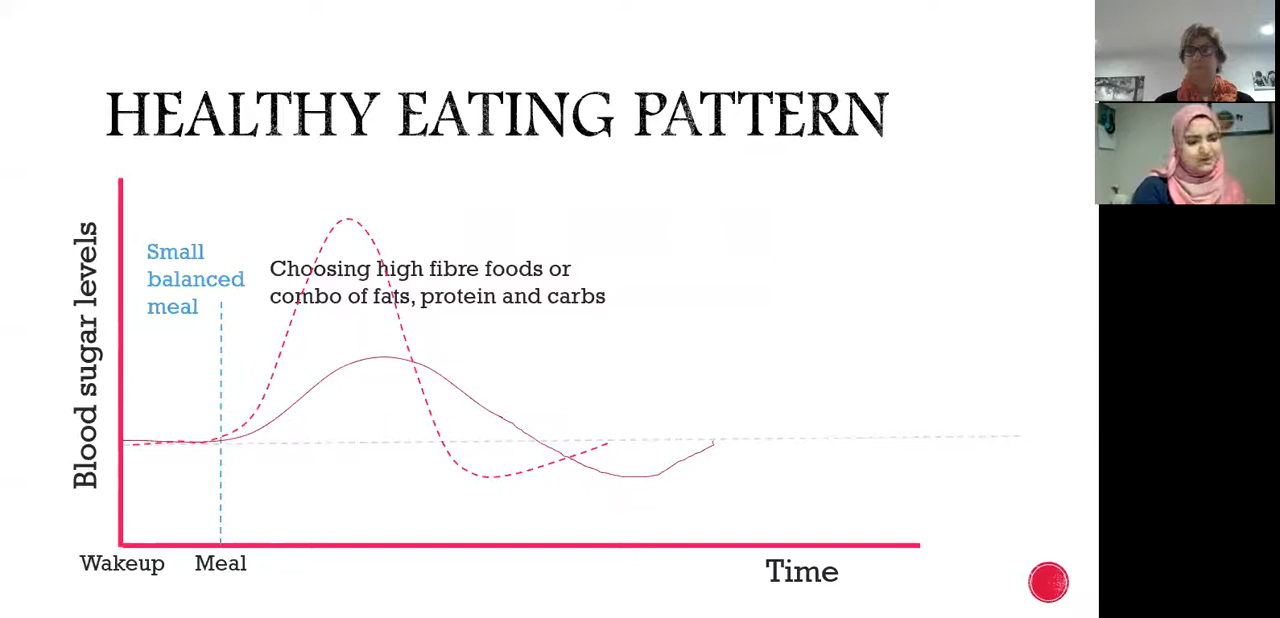 HEALTHY EATING PATTERN
Blood sugar levels
Small
balanced
meal
Choosing high fibre foods or
combo of fats, protein and carbs
Wakeup
Meal
Time